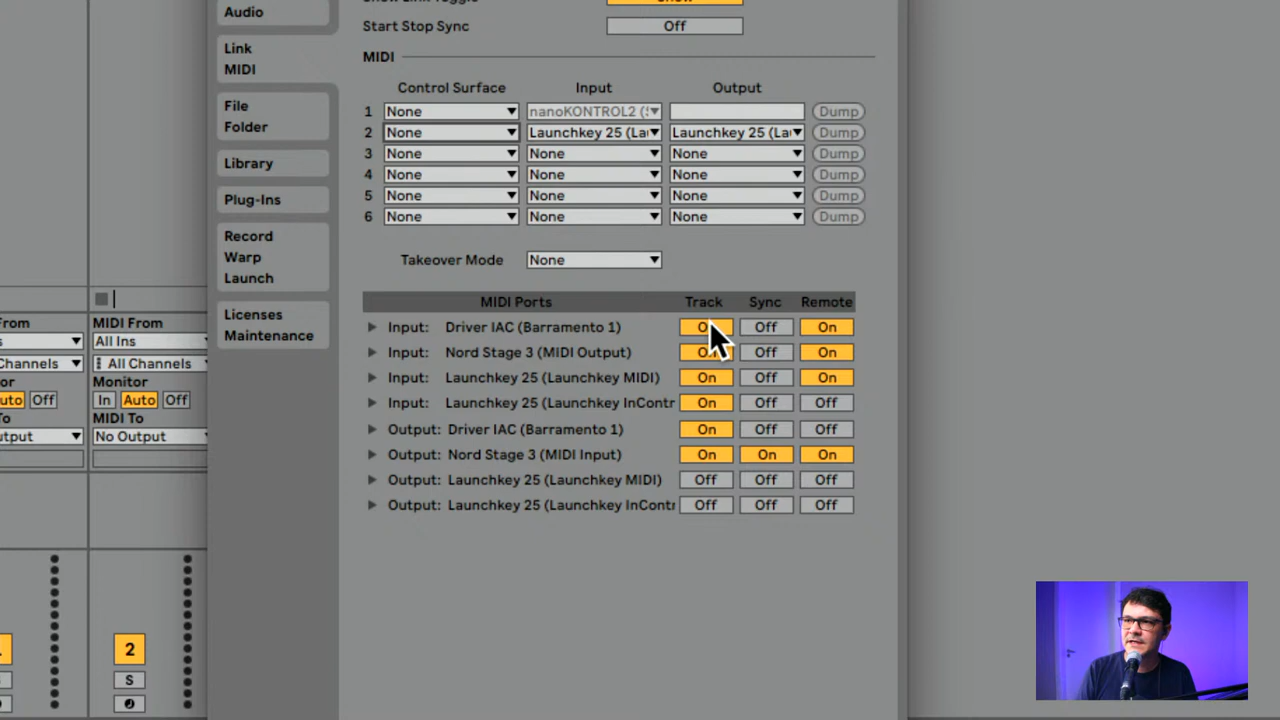 Audio
Link
MIDI
File
Folder
Library
Plug-Ins
Record
Warp
Launch
Licenses
Maintenance
Start Stop Sync Off
MIDI
Control Surface Input Output
1 None nanoKONTROL2 ( Dump
2 None Launchkey 25 (La Launchkey 25 (La Dump
3 None None None Dump
4 None None None Dump
5 None None None Dump
6 None None None Dump
Takeover Mode None
MIDI Ports Track Sync Remote
Input: Driver IAC (Barramento 1) On Off On
Input: Nord Stage 3 (MIDI Output) On Off On
Input: Launchkey 25 (Launchkey MIDI) On Off On
Input: Launchkey 25 (Launchkey InContr On Off Off
Output: Driver IAC (Barramento 1) On Off Off
Output: Nord Stage 3 (MIDI Input) On On On
Output: Launchkey 25 (Launchkey MIDI) Off Off Off
Output: Launchkey 25 (Launchkey InContr Off Off Off
From
Channels
Off
To
utput
MIDI From
All Ins
All Channels
Monitor
In Auto Off
MIDI To
No Output
2
S